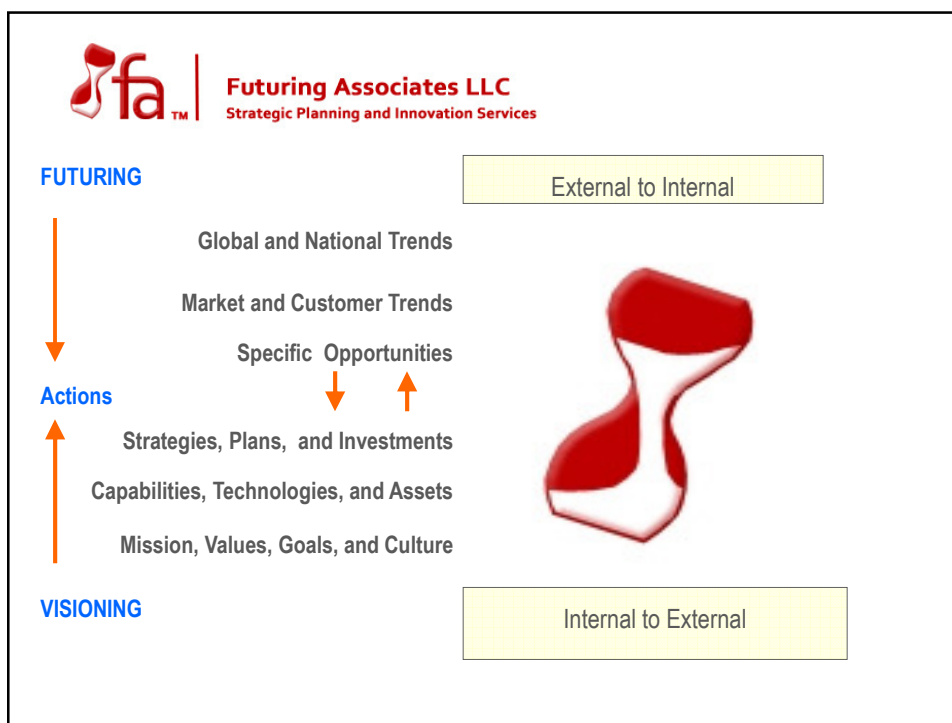 fa™
Futuring Associates LLC
Strategic Planning and Innovation Services
FUTURING
External to Internal
Global and National Trends
Market and Customer Trends
Specific Opportunities
Actions
Strategies, Plans, and Investments
Capabilities, Technologies, and Assets
Mission, Values, Goals, and Culture
VISIONING
Internal to External